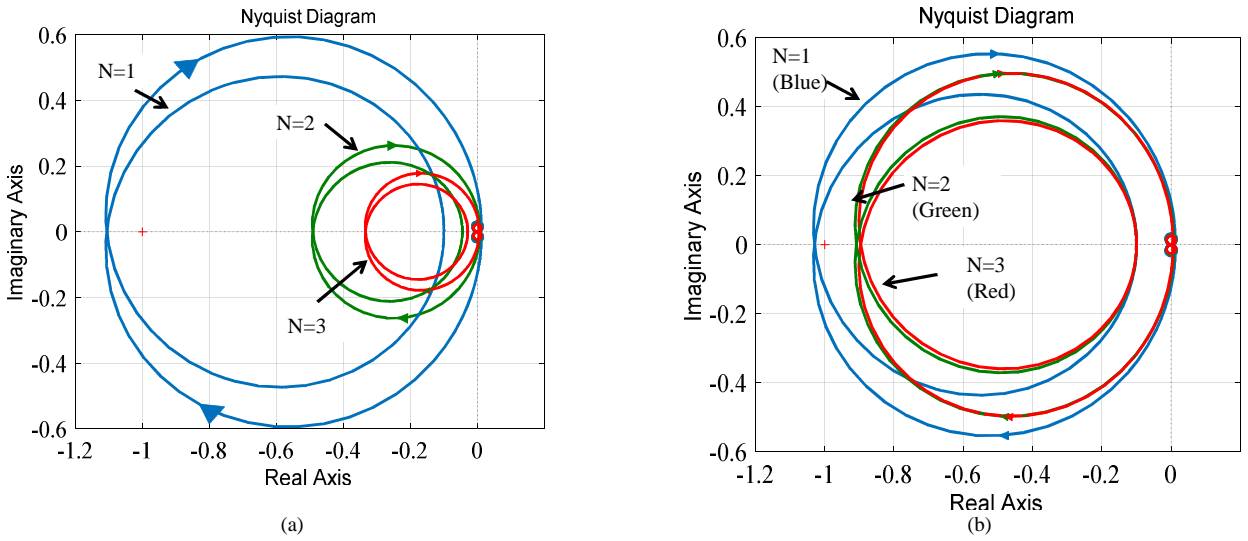 Nyquist Diagram
0.6
0.4
0.2
0
-0.2
-0.4
-0.6
Imaginary Axis
N=1
N=2
N=3
-1.2 -1 -0.8 -0.6 -0.4 -0.2 0
Real Axis
(a)
Nyquist Diagram
0.6
0.4
0.2
0
-0.2
-0.4
-0.6
Imaginary Axis
N=1
(Blue)
N=2
(Green)
N=3
(Red)
-1.2 -1 -0.8 -0.6 -0.4 -0.2 0
Real Axis
(b)